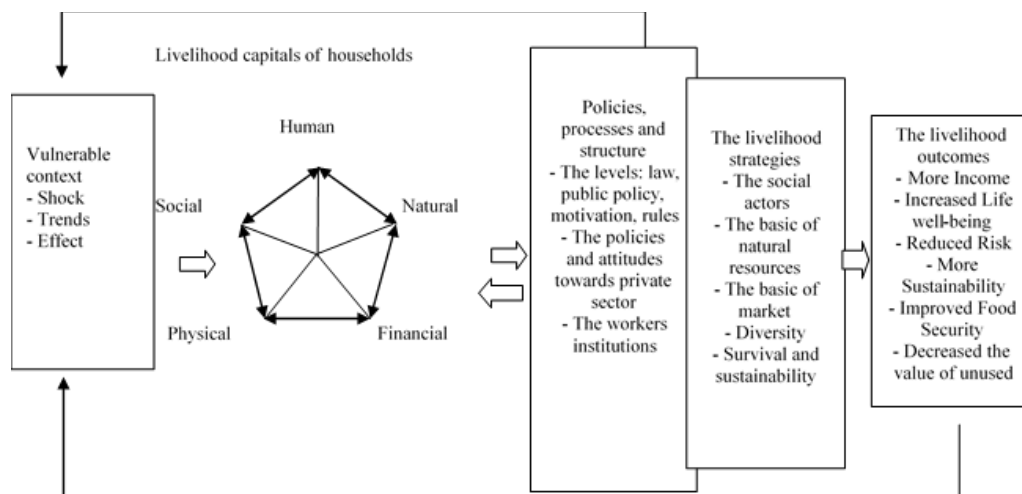 Livelihood capitals of households
Vulnerable
context
- Shock
- Trends
- Effect
Human
Social
Natural
Physical
Financial
Policies,
processes and
structure
- The levels: law,
public policy,
motivation, rules
- The policies
and attitudes
towards private
sector
- The workers
institutions
The livelihood
strategies
- The social
actors
- The basic of
natural
resources
- The basic of
market
- Diversity
- Survival and
sustainability
The livelihood
outcomes
- More Income
- Increased Life
well-being
- Reduced Risk
- More
Sustainability
- Improved Food
Security
- Decreased the
value of unused